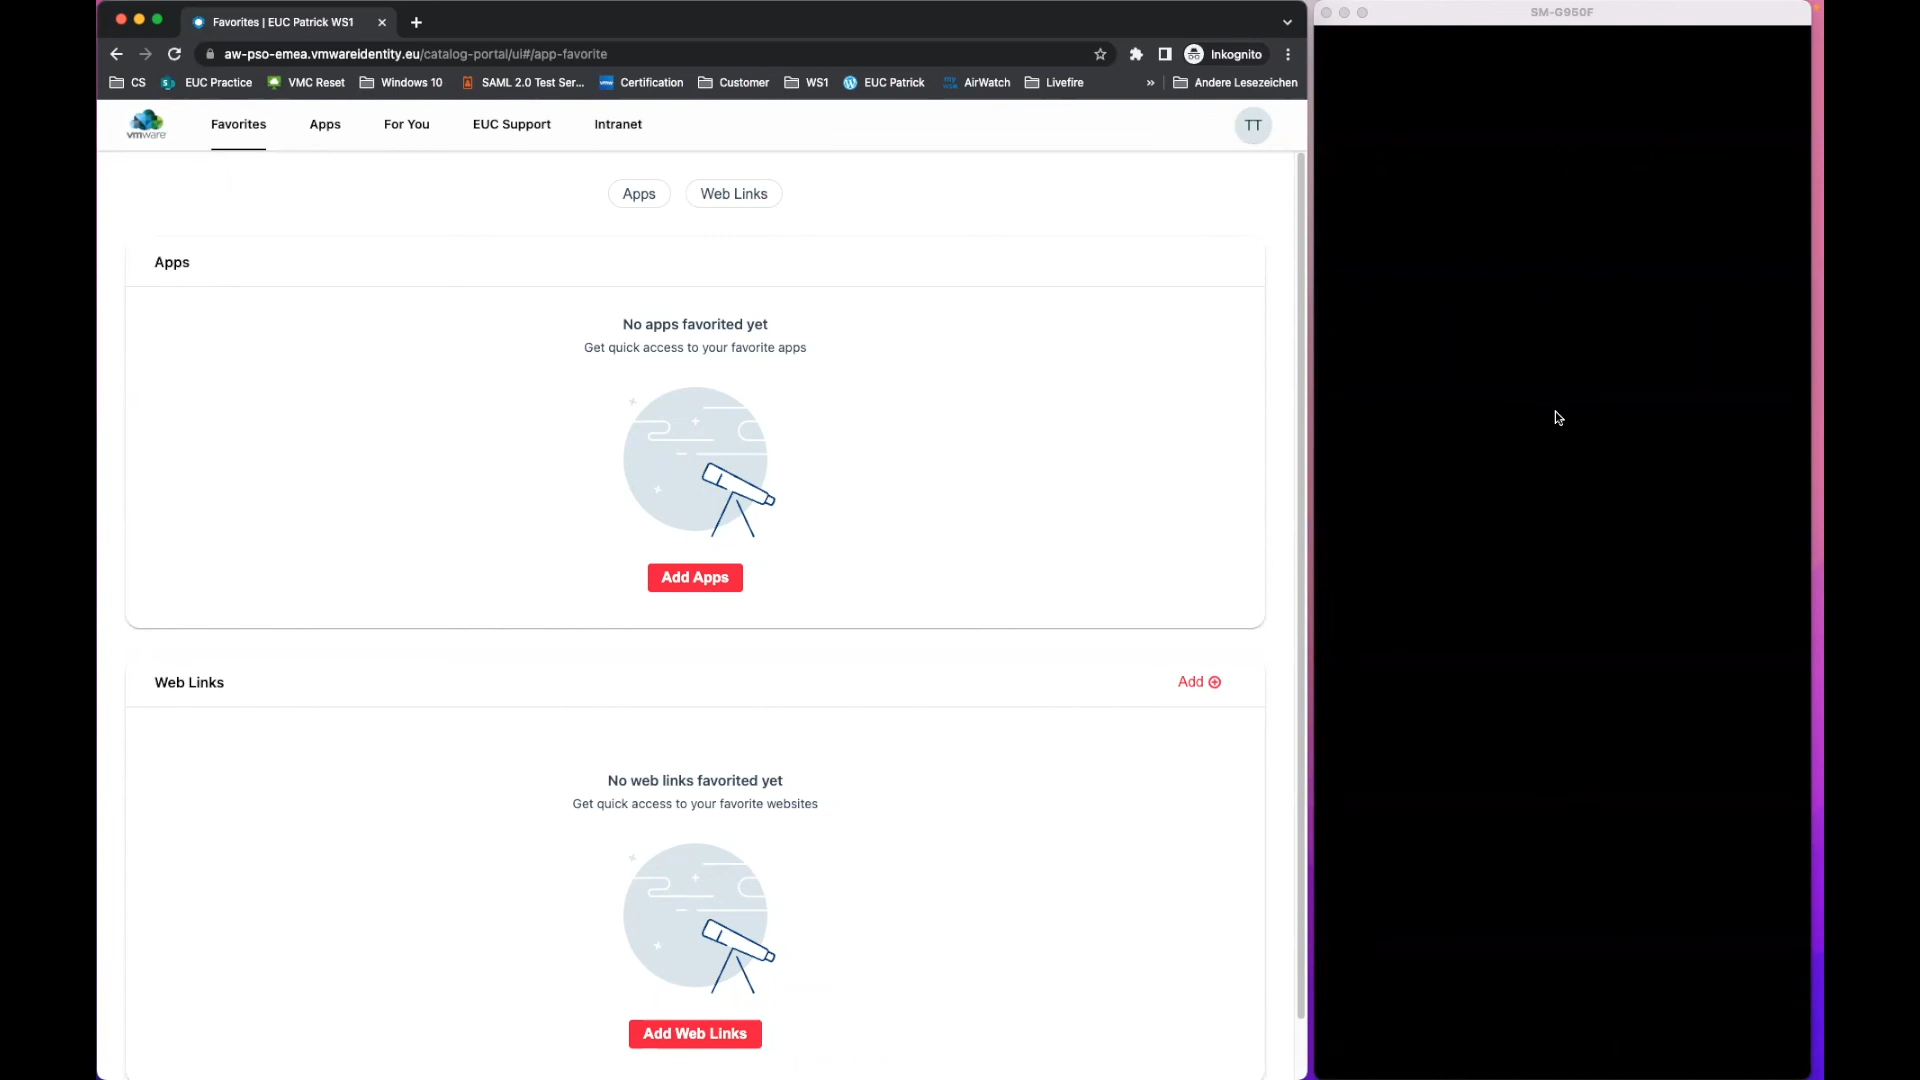 Favorites | EUC Patrick WS1
SM-G950F
aw-pso-emea.vmwareidentity.eu/catalog-portal/ui#/app-favorite
Inkognito
CS EUC Practice VMC Reset Windows 10 SAML 2.0 Test Ser... Certification Customer WS1 EUC Patrick AirWatch Livefire » Andere Lesezeichen
vmware Favorites Apps For You EUC Support Intranet TT
Apps Web Links
Apps
No apps favorited yet
Get quick access to your favorite apps
Add Apps
Web Links Add
No web links favorited yet
Get quick access to your favorite websites
Add Web Links